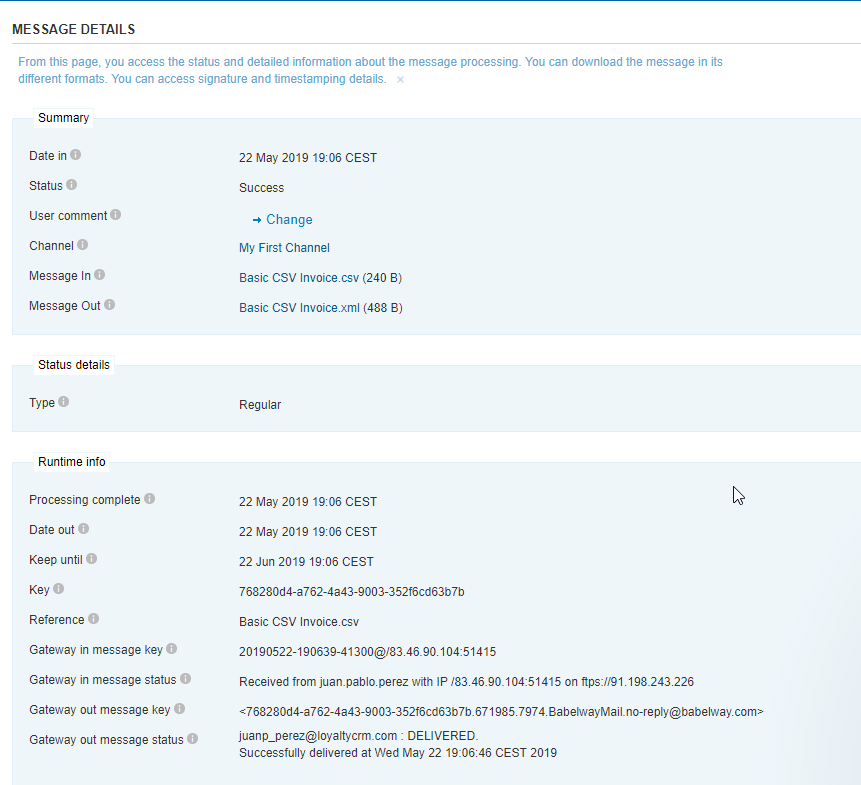 MESSAGE DETAILS
From this page, you access the status and detailed information about the message processing. You can download the message in its
different formats. You can access signature and timestamping details. ×
Summary
Date in 22 May 2019 19:06 CEST
Status Success
User comment → Change
Channel My First Channel
Message In Basic CSV Invoice.csv (240 B)
Message Out Basic CSV Invoice.xml (488 B)
Status details
Type Regular
Runtime info
Processing complete 22 May 2019 19:06 CEST
Date out 22 May 2019 19:06 CEST
Keep until 22 Jun 2019 19:06 CEST
Key 768280d4-a762-4a43-9003-352f6cd63b7b
Reference Basic CSV Invoice.csv
Gateway in message key 20190522-190639-41300@/83.46.90.104:51415
Gateway in message status Received from juan.pablo.perez with IP /83.46.90.104:51415 on ftps://91.198.243.226
Gateway out message key <768280d4-a762-4a43-9003-352f6cd63b7b.671985.7974.BabelwayMail.no-reply@babelway.com>
Gateway out message status juanp_perez@loyaltycrm.com : DELIVERED.
Successfully delivered at Wed May 22 19:06:46 CEST 2019